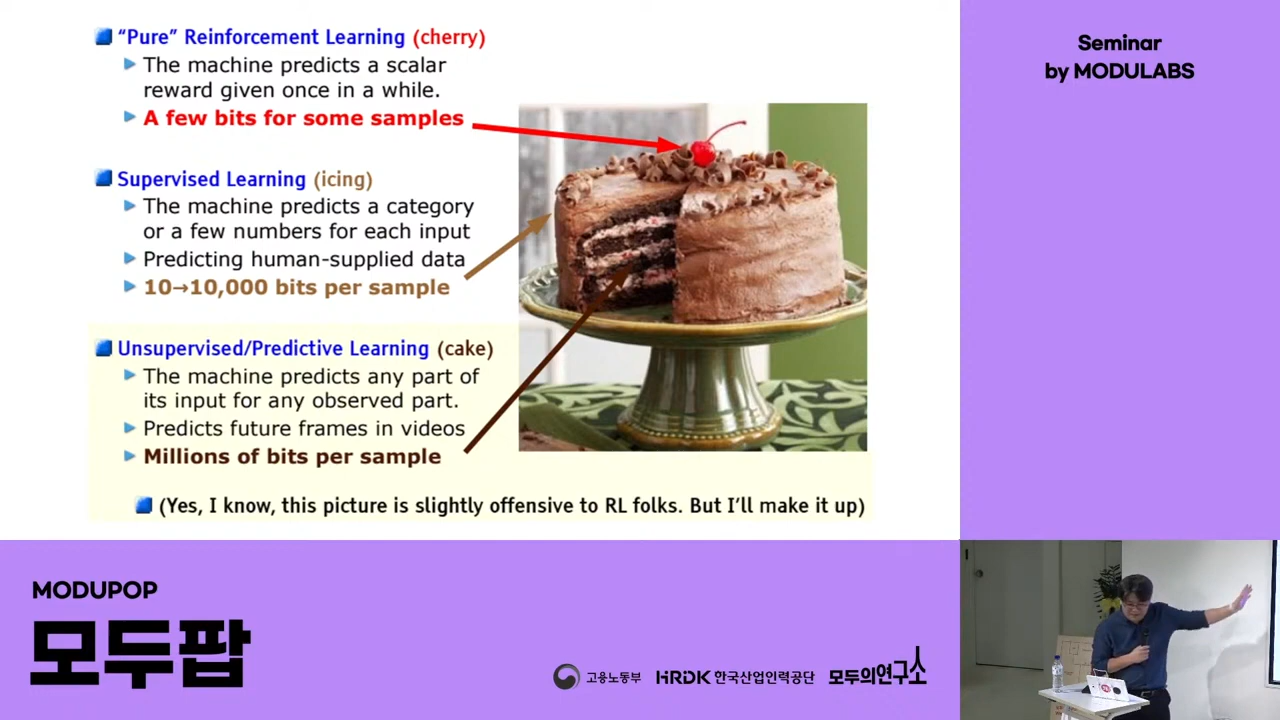 “Pure” Reinforcement Learning (cherry)
The machine predicts a scalar
reward given once in a while.
A few bits for some samples
Supervised Learning (icing)
The machine predicts a category
or a few numbers for each input
Predicting human-supplied data
10→10,000 bits per sample
Unsupervised/Predictive Learning (cake)
The machine predicts any part of
its input for any observed part.
Predicts future frames in videos
Millions of bits per sample
(Yes, I know, this picture is slightly offensive to RL folks. But I’ll make it up)
Seminar
by MODULABS
MODUPOP
모두팝
고용노동부 HRDK 한국산업인력공단 모두의연구소